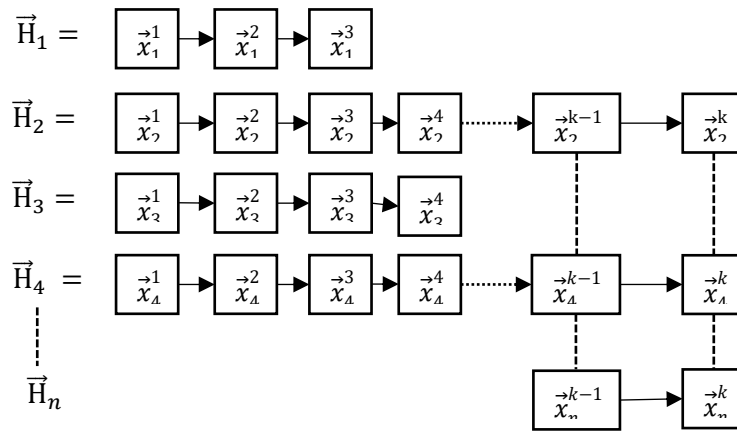 H⃗₁ = x⃗₁¹ x⃗₁² x⃗₁³
H⃗₂ = x⃗₂¹ x⃗₂² x⃗₂³ x⃗₂⁴ x⃗₂ᵏ⁻¹ x⃗₂ᵏ
H⃗₃ = x⃗₃¹ x⃗₃² x⃗₃³ x⃗₃⁴
H⃗₄ = x⃗₄¹ x⃗₄² x⃗₄³ x⃗₄⁴ x⃗₄ᵏ⁻¹ x⃗₄ᵏ
H⃗ₙ x⃗ₙᵏ⁻¹ x⃗ₙᵏ